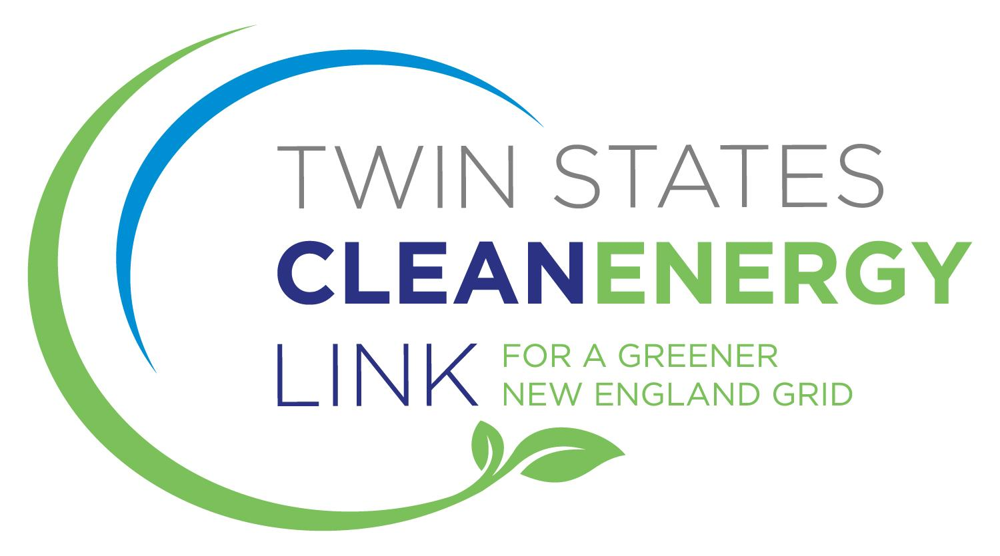 TWIN STATES
CLEANENERGY
LINK
FOR A GREENER
NEW ENGLAND GRID